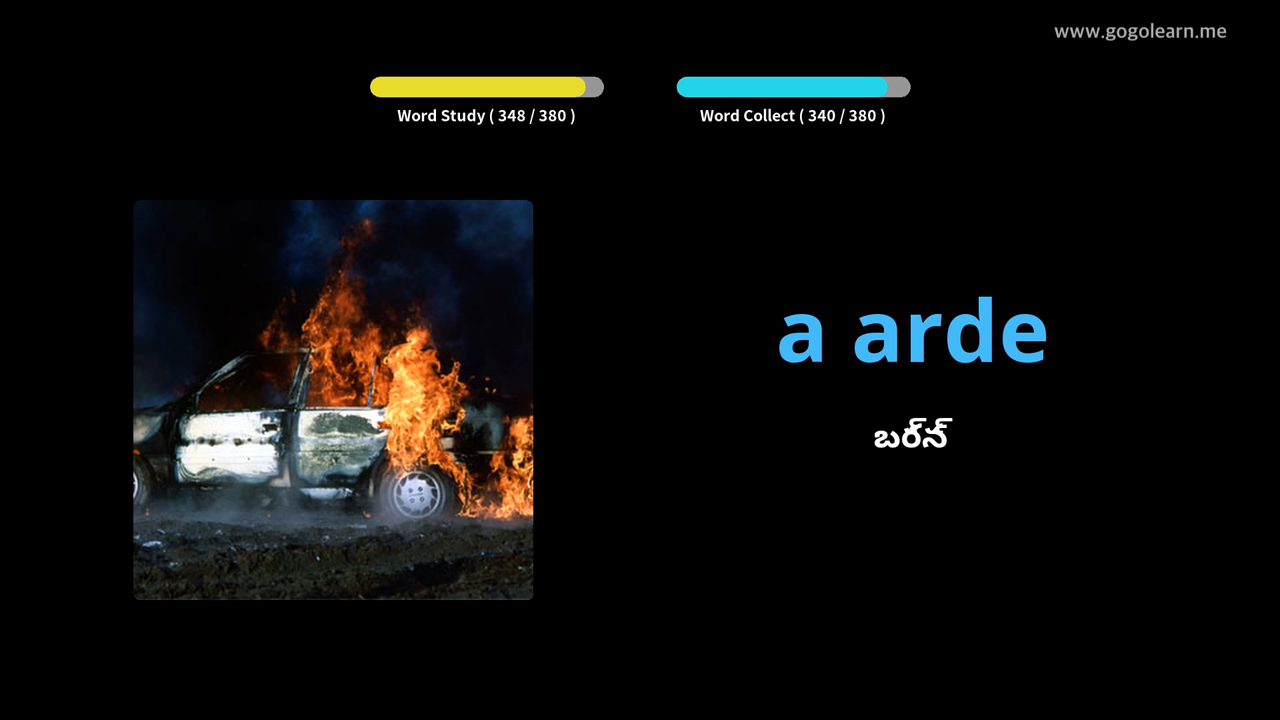 www.gogolearn.me
Word Study ( 348 / 380 )
Word Collect ( 340 / 380 )
a arde
బర్న్